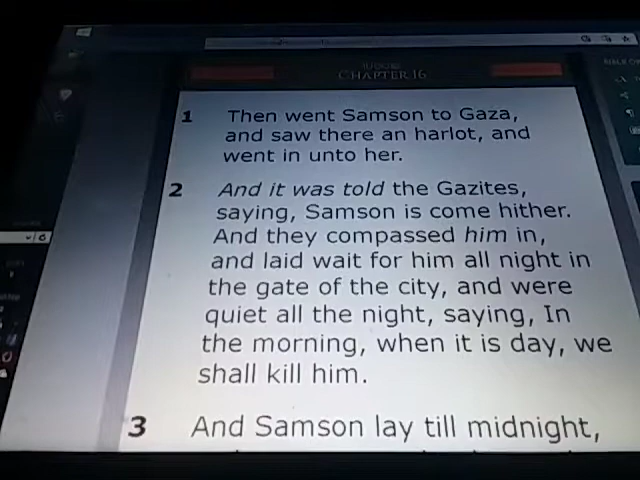 JUDGES
CHAPTER 16
1 Then went Samson to Gaza,
and saw there an harlot, and
went in unto her.
2 And it was told the Gazites,
saying, Samson is come hither.
And they compassed him in,
and laid wait for him all night in
the gate of the city, and were
quiet all the night, saying, In
the morning, when it is day, we
shall kill him.
3 And Samson lay till midnight,